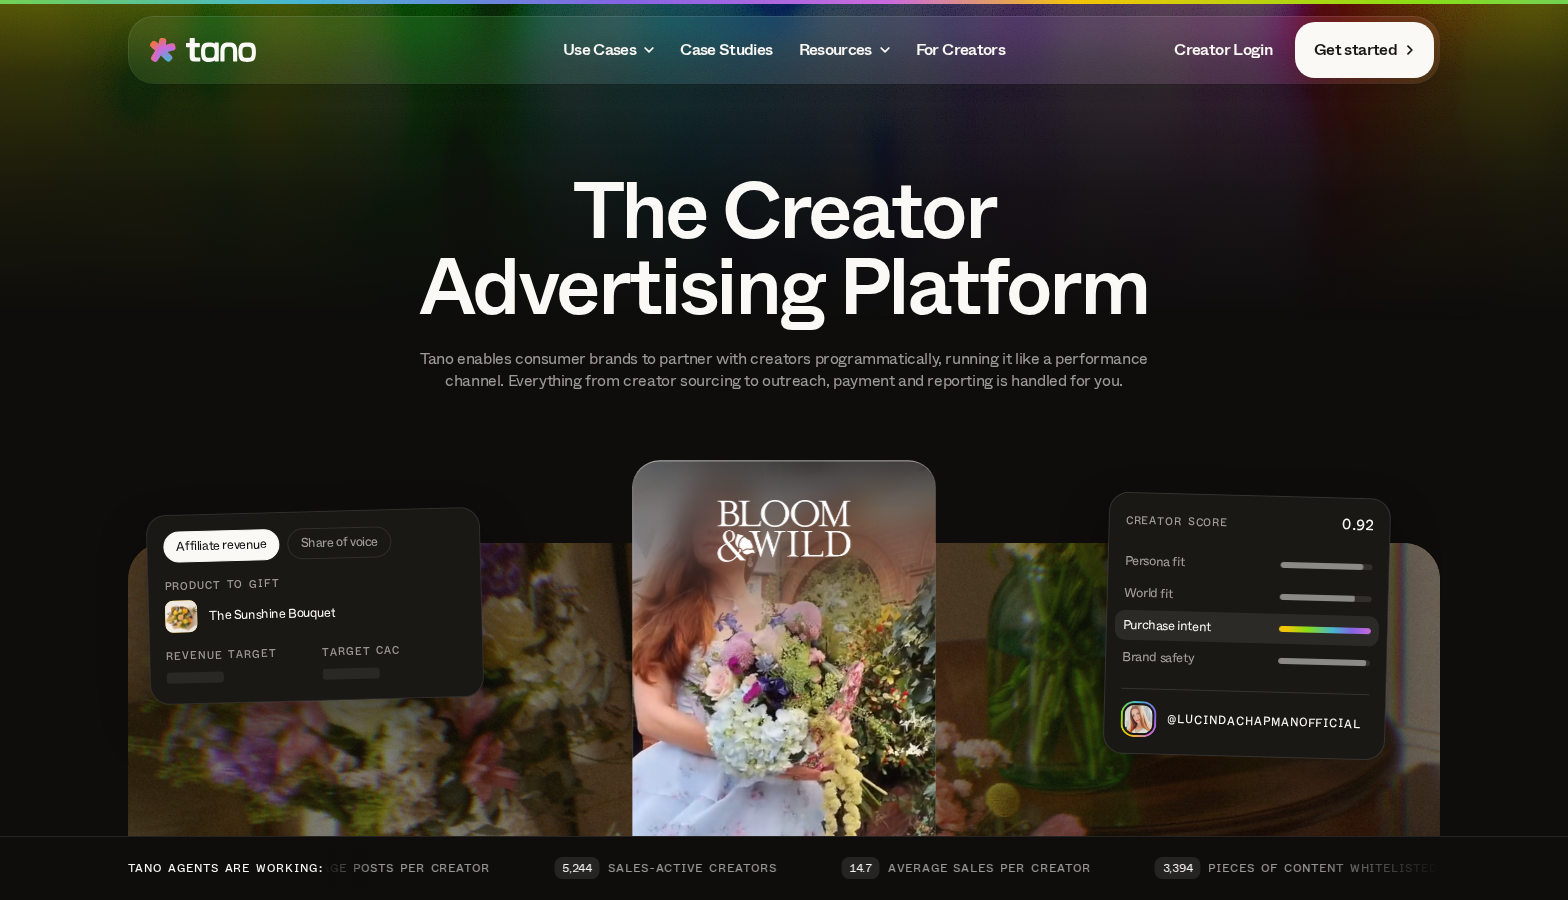 tano
Use Cases
Case Studies
Resources
For Creators
Creator Login
Get started
The Creator
Advertising Platform
Tano enables consumer brands to partner with creators programmatically, running it like a performance
channel. Everything from creator sourcing to outreach, payment and reporting is handled for you.
Affiliate revenue
Share of voice
PRODUCT TO GIFT
The Sunshine Bouquet
REVENUE TARGET
TARGET CAC
BLOOM
&WILD
CREATOR SCORE
0.92
Persona fit
World fit
Purchase intent
Brand safety
@LUCINDACHAPMANOFFICIAL
TANO AGENTS ARE WORKING:
GE POSTS PER CREATOR
5,244 SALES-ACTIVE CREATORS
14.7 AVERAGE SALES PER CREATOR
3,394 PIECES OF CONTENT WHITELISTED